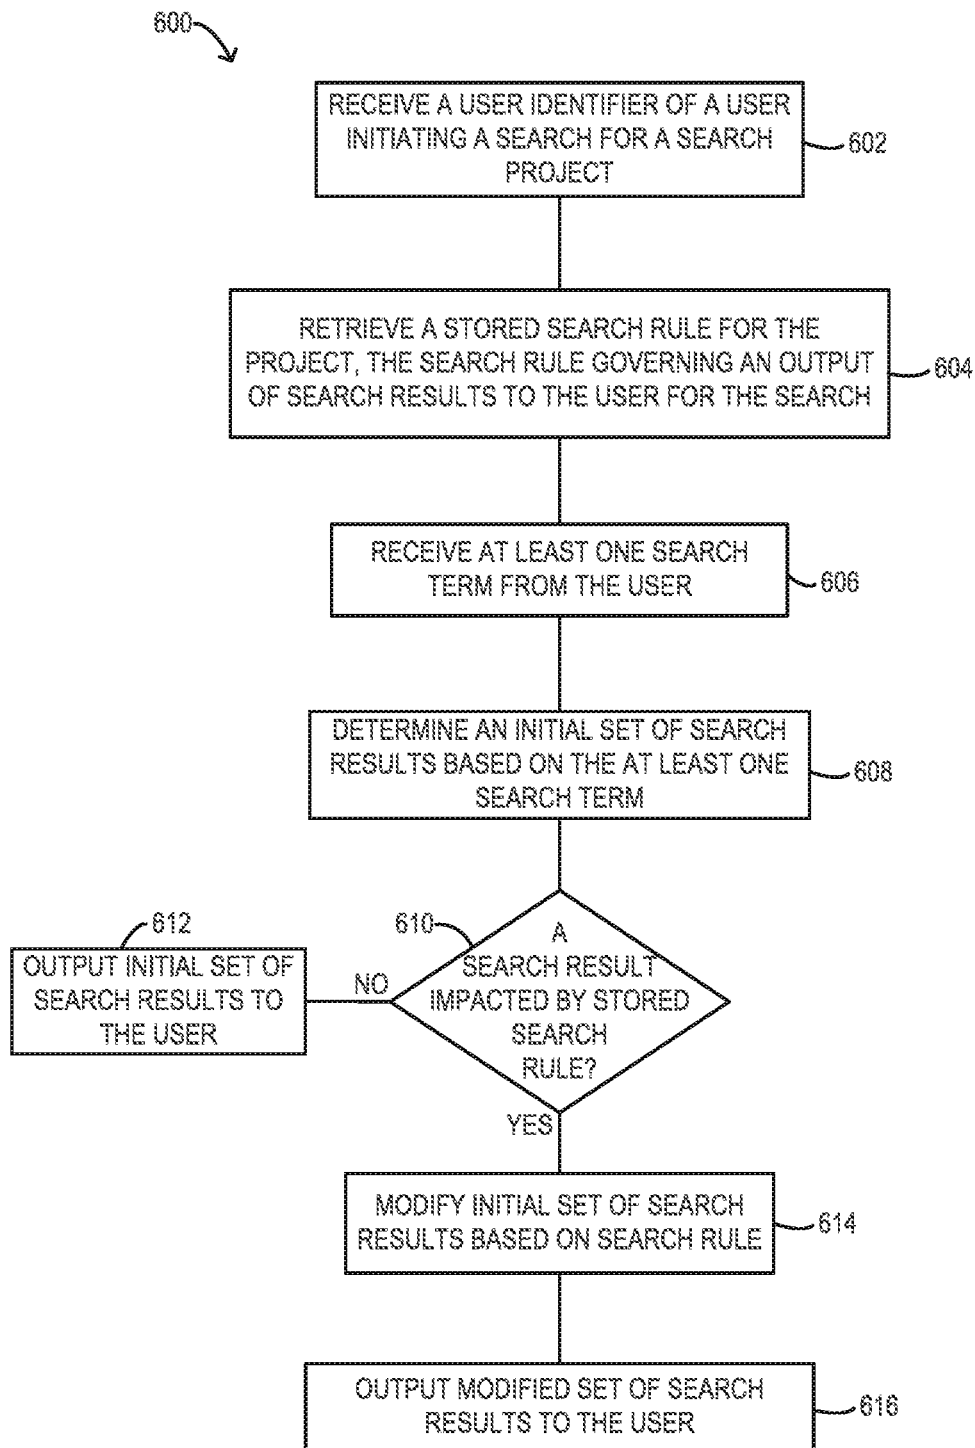 600
RECEIVE A USER IDENTIFIER OF A USER
INITIATING A SEARCH FOR A SEARCH
PROJECT
602
RETRIEVE A STORED SEARCH RULE FOR THE
PROJECT, THE SEARCH RULE GOVERNING AN OUTPUT
OF SEARCH RESULTS TO THE USER FOR THE SEARCH
604
RECEIVE AT LEAST ONE SEARCH
TERM FROM THE USER
606
DETERMINE AN INITIAL SET OF SEARCH
RESULTS BASED ON THE AT LEAST ONE
SEARCH TERM
608
610
A
SEARCH RESULT
IMPACTED BY STORED
SEARCH
RULE?
NO
612
OUTPUT INITIAL SET OF
SEARCH RESULTS TO
THE USER
YES
MODIFY INITIAL SET OF SEARCH
RESULTS BASED ON SEARCH RULE
614
OUTPUT MODIFIED SET OF SEARCH
RESULTS TO THE USER
616